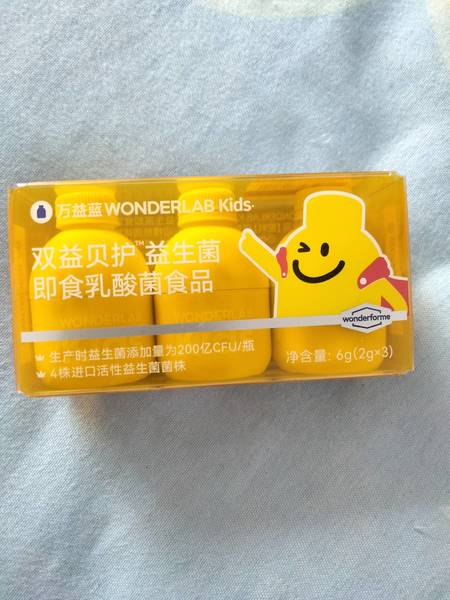 万益蓝 WONDERLAB Kids·
双益贝护™ 益生菌
即食乳酸菌食品
wonderforme
生产时益生菌添加量为200亿CFU/瓶
4株进口活性益生菌菌株
净含量: 6g(2g×3)
WONDERLAB
WONDERLAB